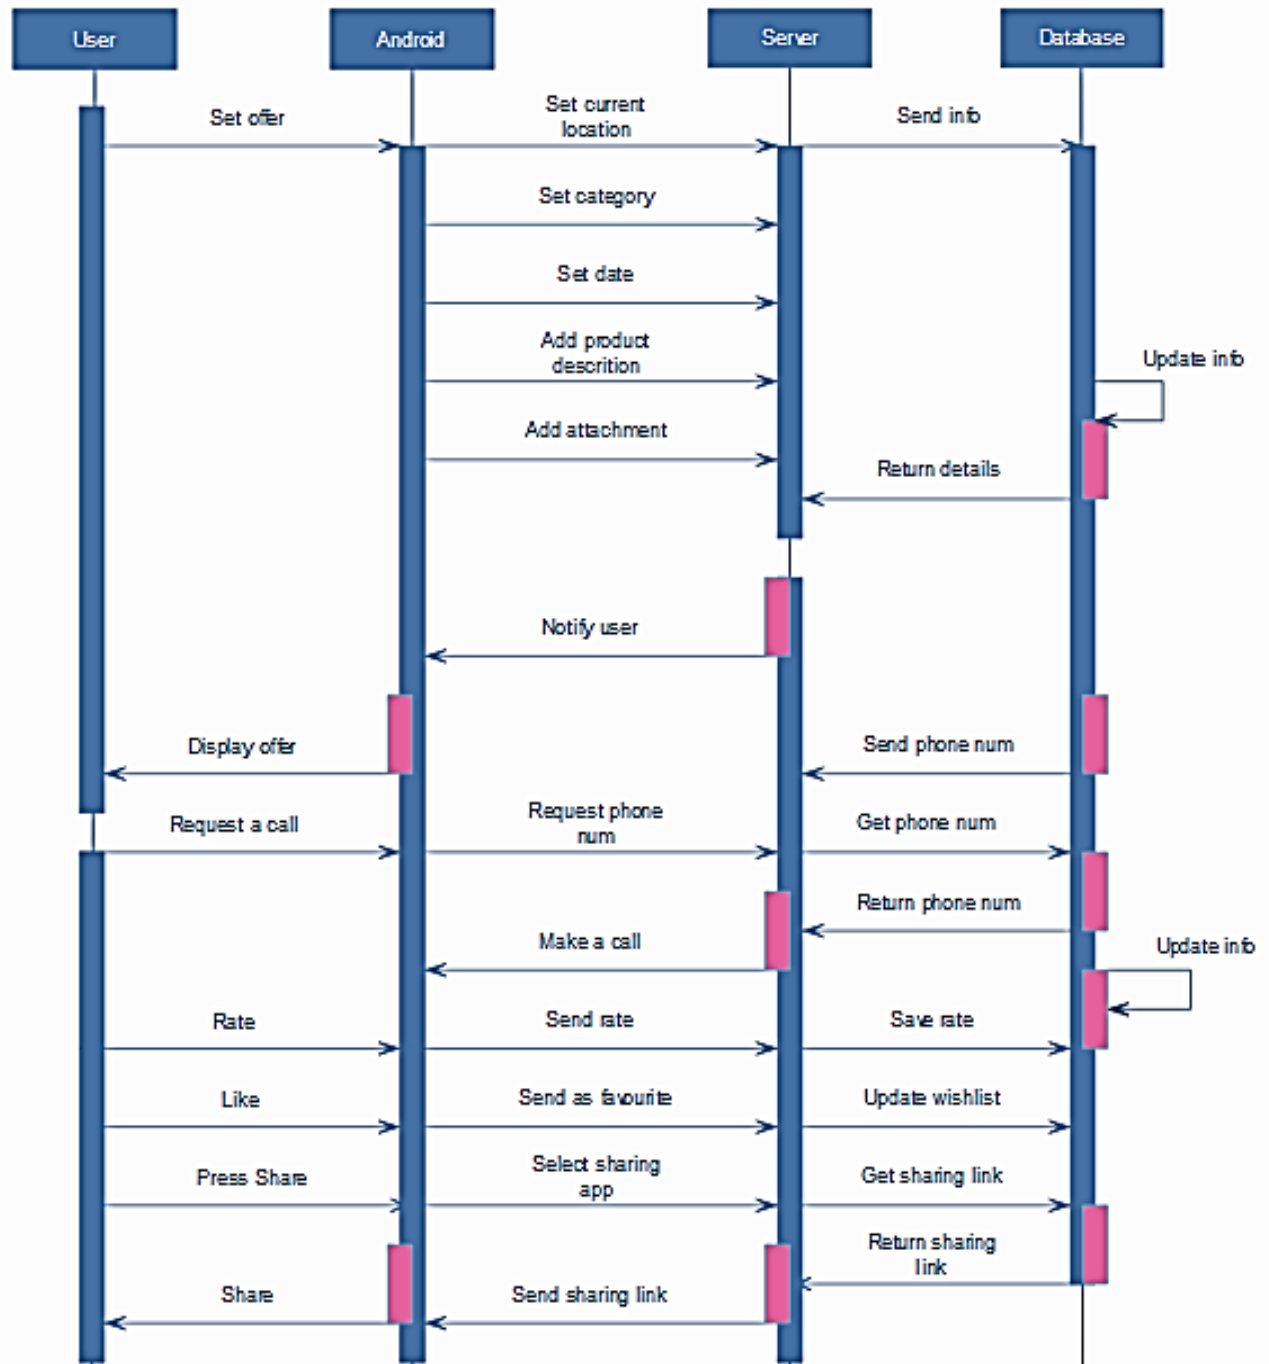 User
Android
Server
Database
Set offer
Set current
location
Send info
Set category
Set date
Add product
descrition
Update info
Add attachment
Return details
Notify user
Display offer
Send phone num
Request a call
Request phone
num
Get phone num
Return phone num
Make a call
Update info
Rate
Send rate
Save rate
Like
Send as favourite
Update wishlist
Press Share
Select sharing
app
Get sharing link
Return sharing
link
Share
Send sharing link